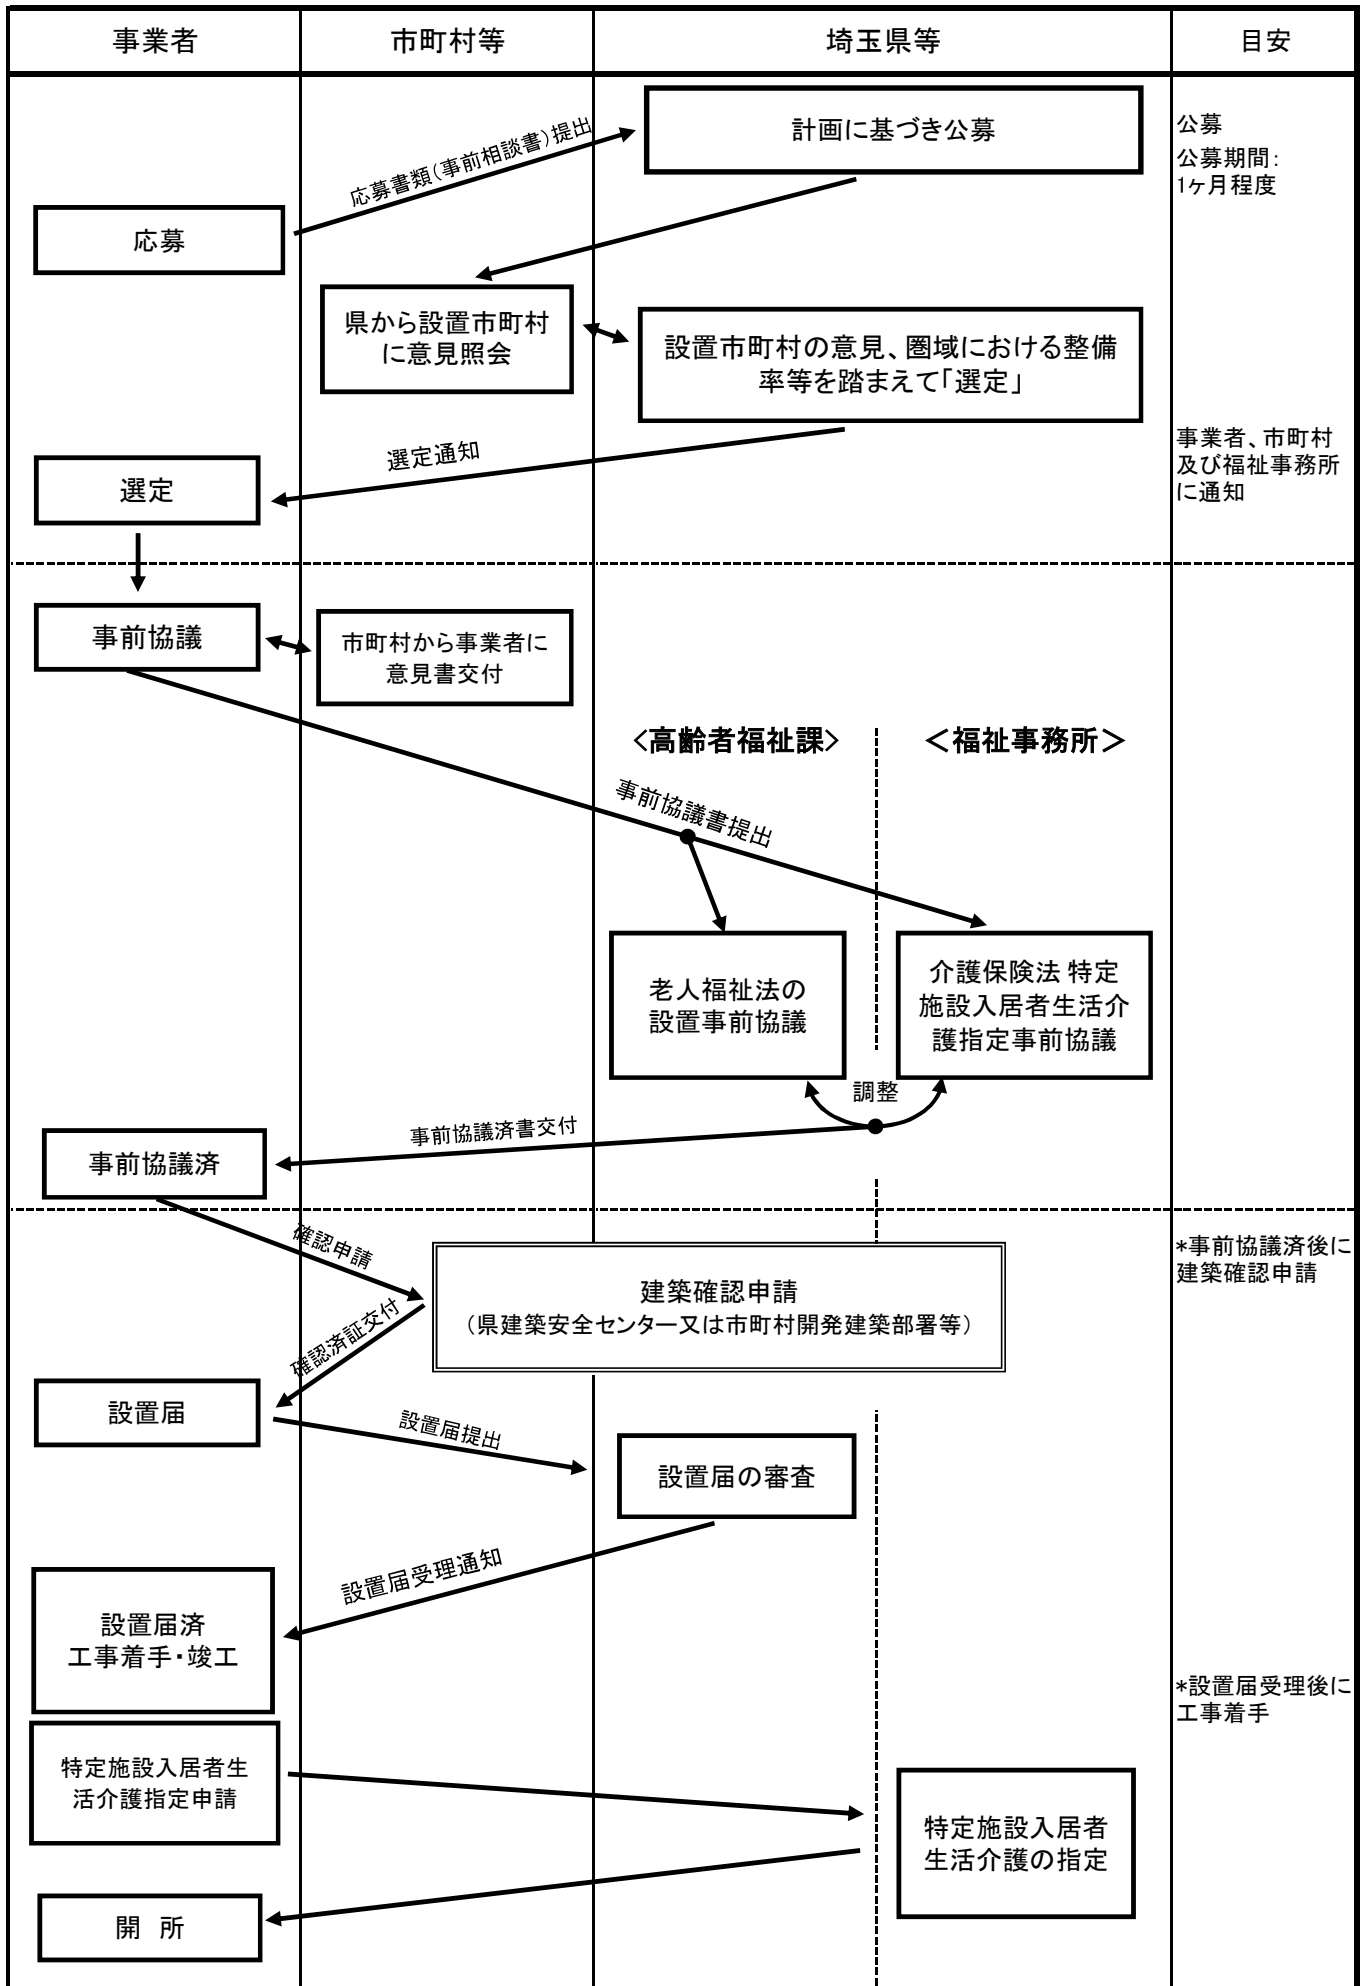 事業者
市町村等
埼玉県等
目安
計画に基づき公募
公募
公募期間：
1ヶ月程度
応募書類（事前相談書）提出
応募
県から設置市町村
に意見照会
設置市町村の意見、圏域における整備
率等を踏まえて「選定」
事業者、市町村
及び福祉事務所
に通知
選定通知
選定
事前協議
市町村から事業者に
意見書交付
＜高齢者福祉課＞
＜福祉事務所＞
事前協議書提出
老人福祉法の
設置事前協議
介護保険法 特定
施設入居者生活介
護指定事前協議
調整
事前協議済書交付
事前協議済
確認申請
*事前協議済後に
建築確認申請
建築確認申請
（県建築安全センター又は市町村開発建築部署等）
確認済証交付
設置届
設置届提出
設置届の審査
設置届受理通知
設置届済
工事着手・竣工
*設置届受理後に
工事着手
特定施設入居者生
活介護指定申請
特定施設入居者
生活介護の指定
開　所